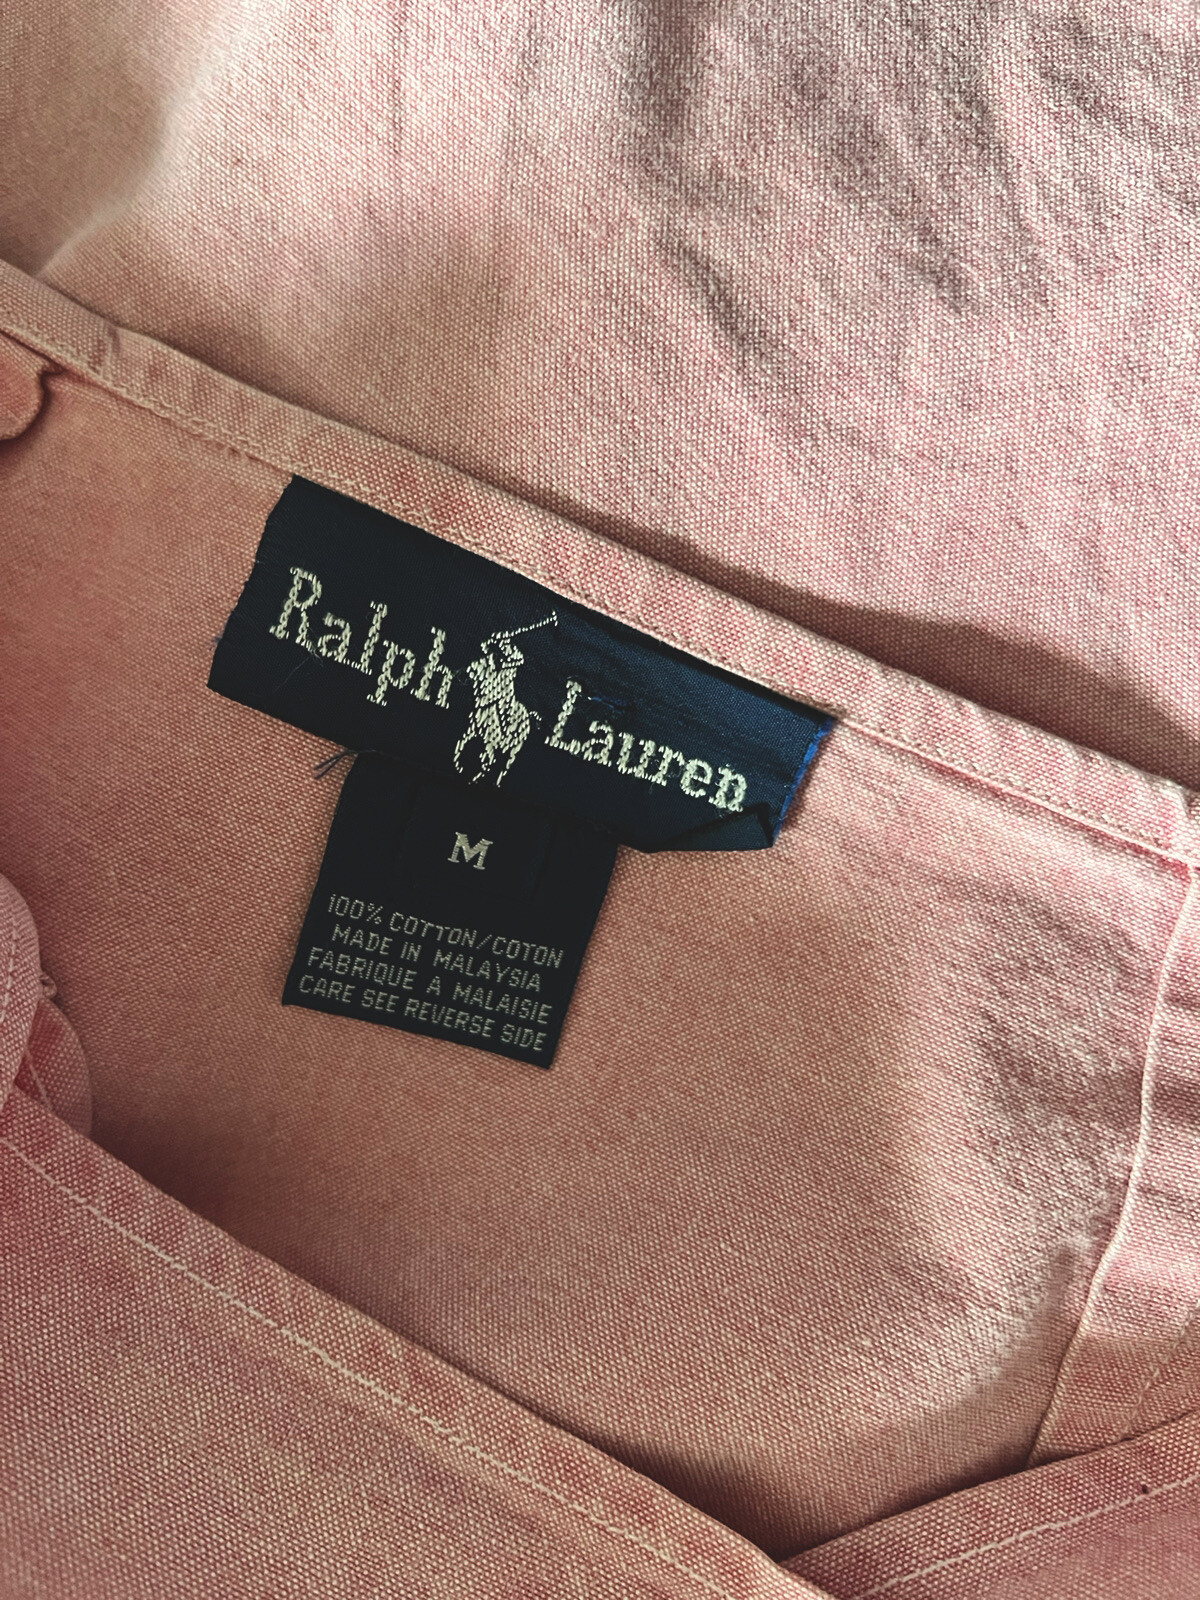 Ralph Lauren
M
100% COTTON/COTON
MADE IN MALAYSIA
FABRIQUE A MALAISIE
CARE SEE REVERSE SIDE